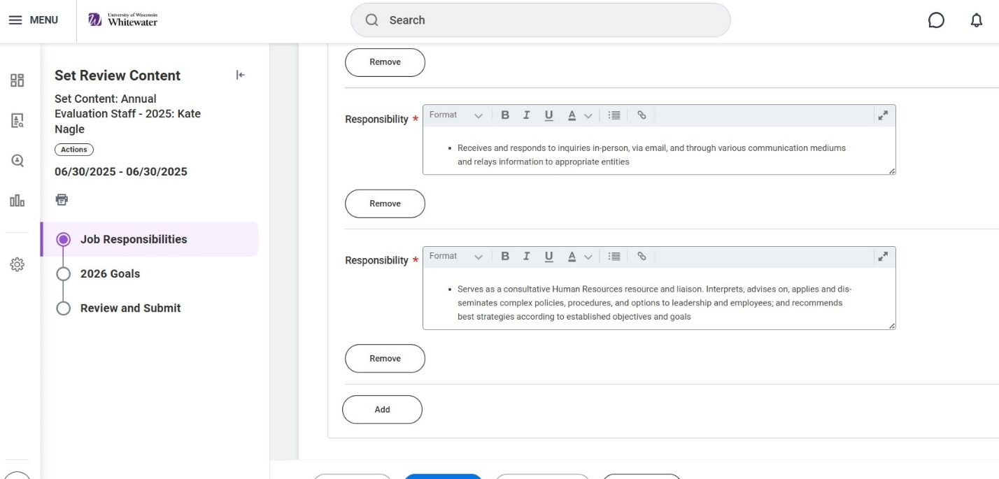 MENU
University of Wisconsin
Whitewater
Search
Set Review Content
Set Content: Annual
Evaluation Staff - 2025: Kate
Nagle
Actions
06/30/2025 - 06/30/2025
Job Responsibilities
2026 Goals
Review and Submit
Remove
Responsibility *
Format B I U A
• Receives and responds to inquiries in-person, via email, and through various communication mediums
and relays information to appropriate entities
Remove
Responsibility *
Format B I U A
• Serves as a consultative Human Resources resource and liaison. Interprets, advises on, applies and dis-
seminates complex policies, procedures, and options to leadership and employees; and recommends
best strategies according to established objectives and goals
Remove
Add